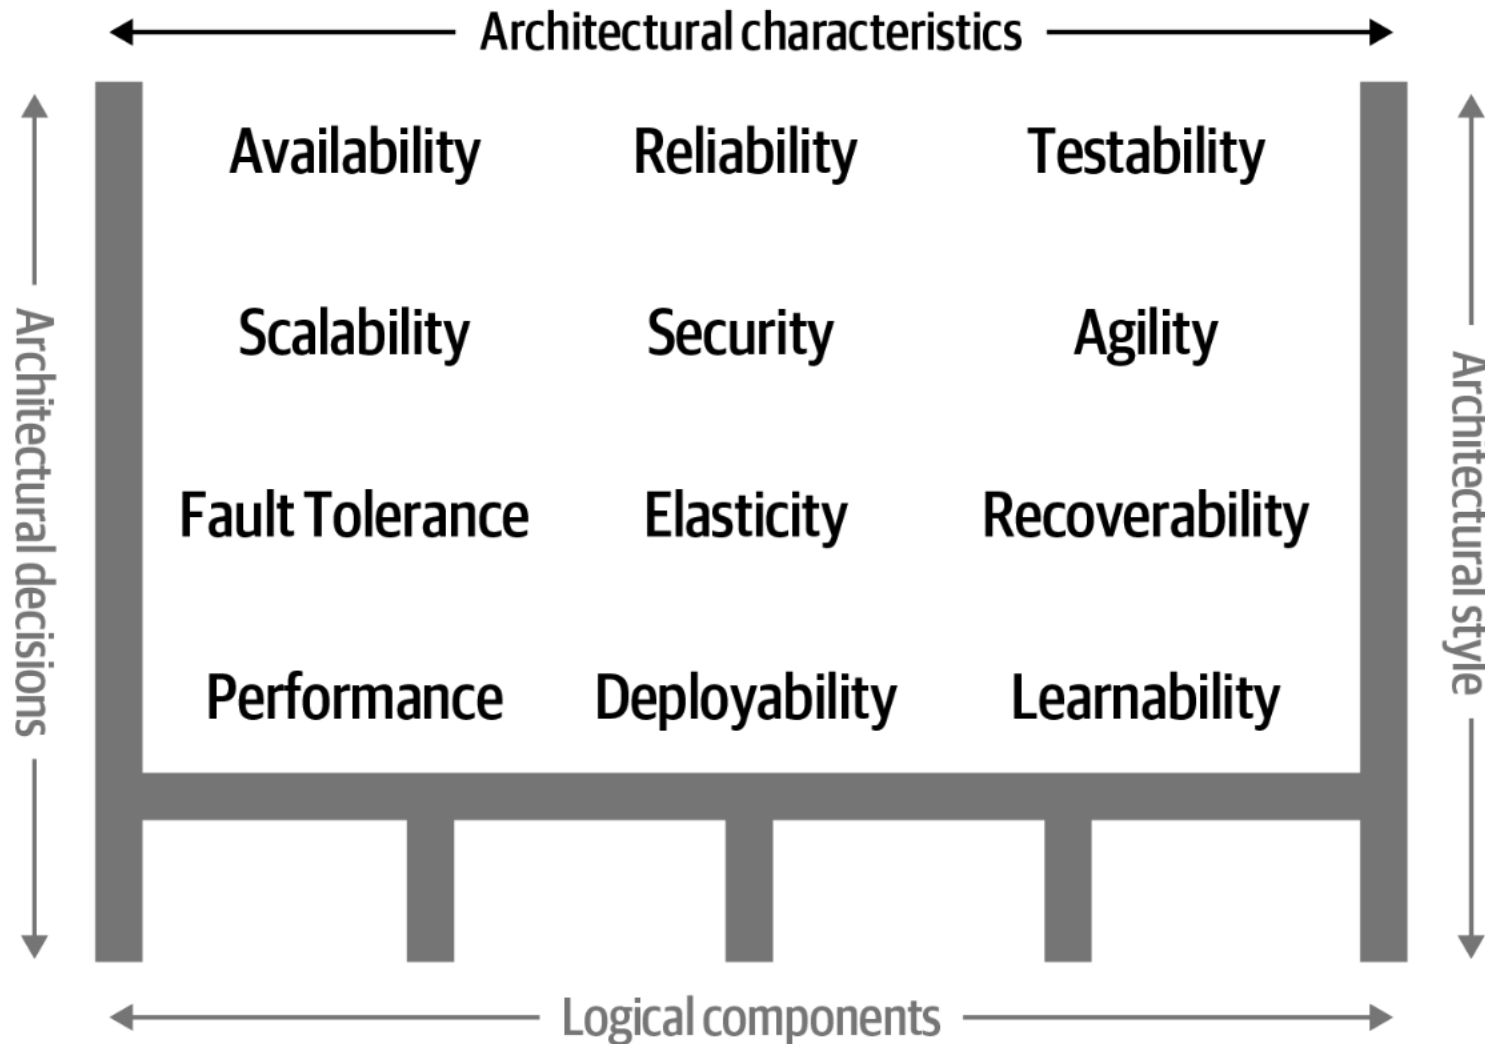 Architectural characteristics
Availability Reliability Testability
Scalability Security Agility
Fault Tolerance Elasticity Recoverability
Performance Deployability Learnability
Architectural decisions
Architectural style
Logical components